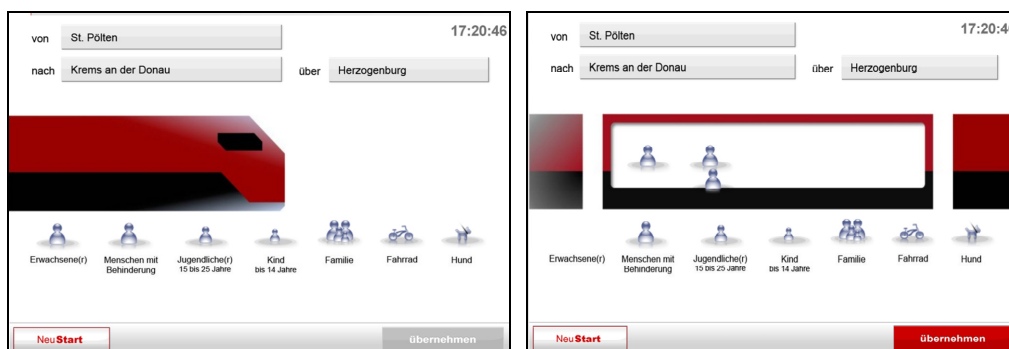 von St. Pölten 17:20:46
nach Krems an der Donau über Herzogenburg
Erwachsene(r) Menschen mit Behinderung Jugendliche(r) 15 bis 25 Jahre Kind bis 14 Jahre Familie Fahrrad Hund
NeuStart übernehmen
von St. Pölten 17:20:4
nach Krems an der Donau über Herzogenburg
Erwachsene(r) Menschen mit Behinderung Jugendliche(r) 15 bis 25 Jahre Kind bis 14 Jahre Familie Fahrrad Hund
NeuStart übernehmen